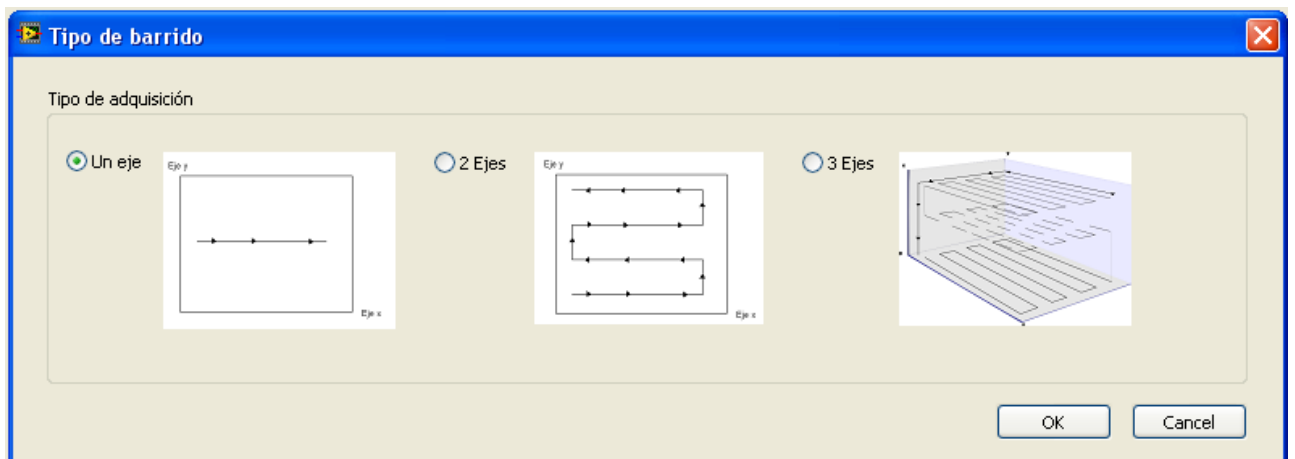 Tipo de barrido
Tipo de adquisición
Un eje
Eje y
Eje x
2 Ejes
Eje y
Eje x
3 Ejes
OK
Cancel